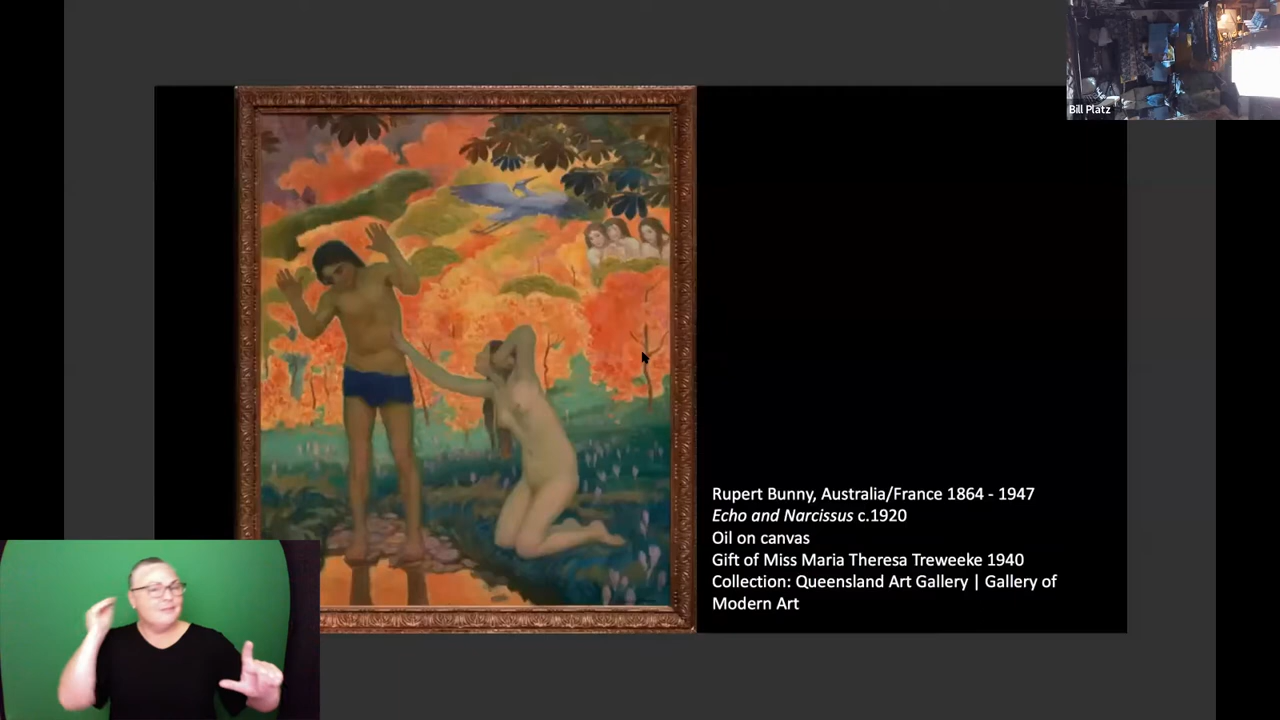 Bill Platz
Rupert Bunny, Australia/France 1864 - 1947
Echo and Narcissus c.1920
Oil on canvas
Gift of Miss Maria Theresa Treweeke 1940
Collection: Queensland Art Gallery | Gallery of
Modern Art